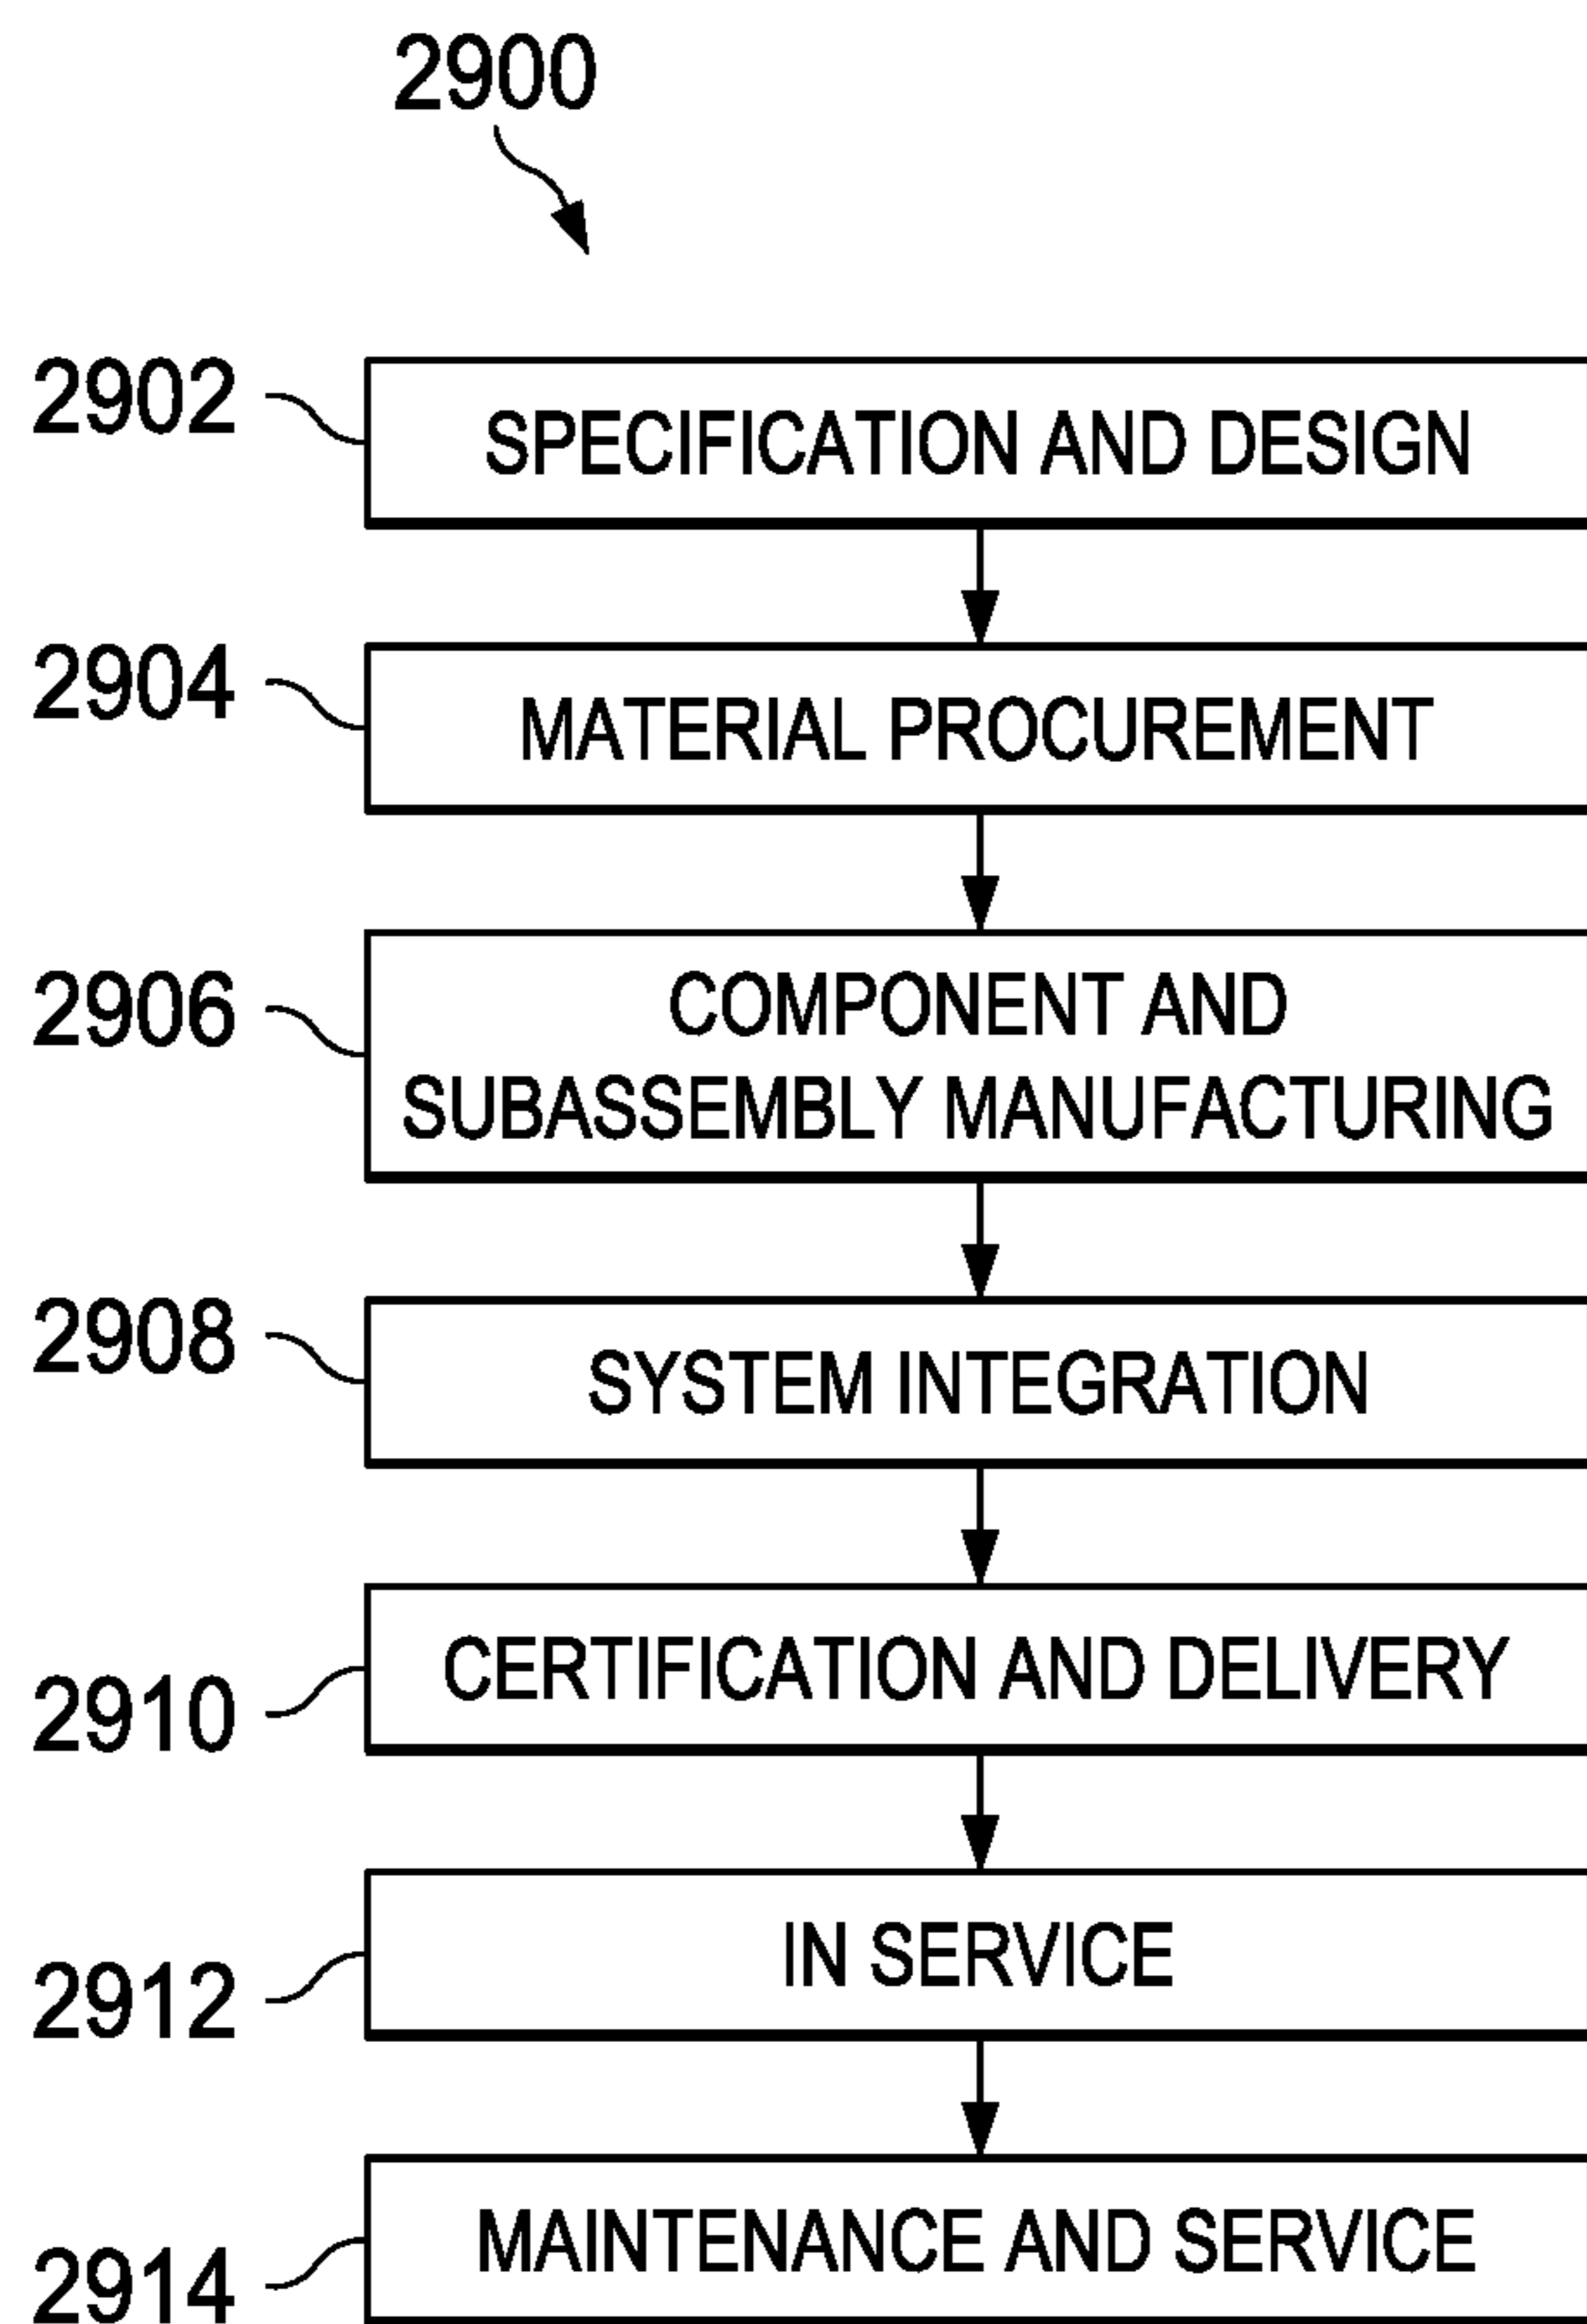 2900
2902
SPECIFICATION AND DESIGN
2904
MATERIAL PROCUREMENT
2906
COMPONENT AND
SUBASSEMBLY MANUFACTURING
2908
SYSTEM INTEGRATION
2910
CERTIFICATION AND DELIVERY
2912
IN SERVICE
2914
MAINTENANCE AND SERVICE